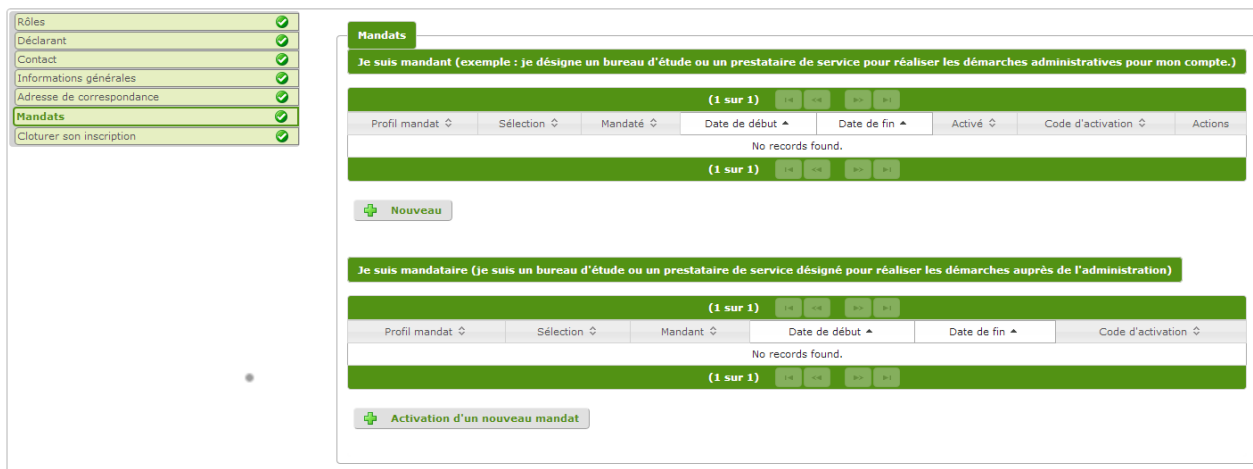 Rôles
Déclarant
Contact
Informations générales
Adresse de correspondance
Mandats
Cloturer son inscription
Mandats
Je suis mandant (exemple : je désigne un bureau d'étude ou un prestataire de service pour réaliser les démarches administratives pour mon compte.)
(1 sur 1)
Profil mandat Sélection Mandaté Date de début Date de fin Activé Code d'activation Actions
No records found.
(1 sur 1)
Nouveau
Je suis mandataire (je suis un bureau d'étude ou un prestataire de service désigné pour réaliser les démarches auprès de l'administration)
(1 sur 1)
Profil mandat Sélection Mandant Date de début Date de fin Code d'activation
No records found.
(1 sur 1)
Activation d'un nouveau mandat